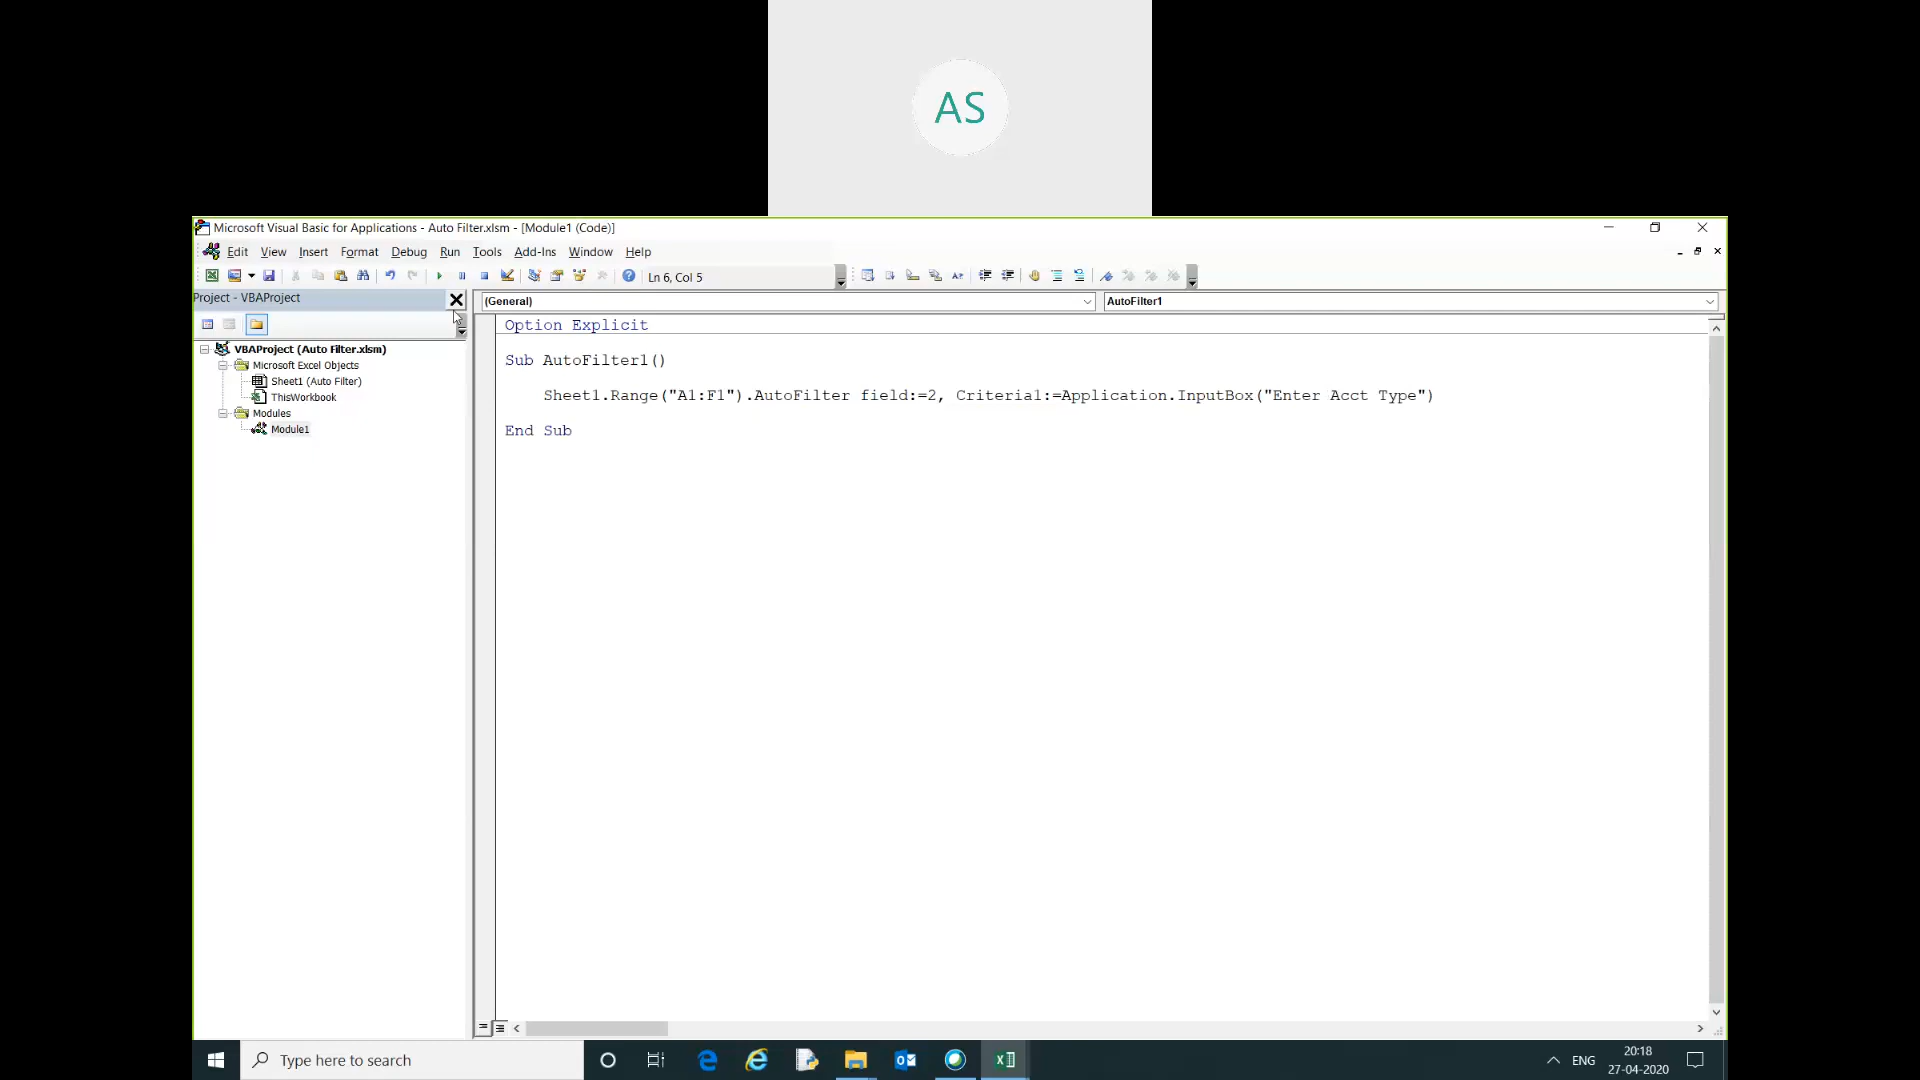 AS
Microsoft Visual Basic for Applications - Auto Filter.xlsm - [Module1 (Code)]
Edit View Insert Format Debug Run Tools Add-Ins Window Help
Ln 6, Col 5
Project - VBAProject
(General)
AutoFilter1
VBAProject (Auto Filter.xlsm)
Microsoft Excel Objects
Sheet1 (Auto Filter)
ThisWorkbook
Modules
Module1
Option Explicit
Sub AutoFilter1()
Sheet1.Range("A1:F1").AutoFilter field:=2, Criteria1:=Application.InputBox("Enter Acct Type")
End Sub
Type here to search
ENG
20:18
27-04-2020